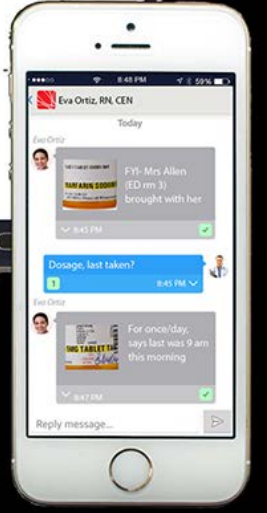 8:48 PM
59%
Eva Ortiz, RN, CEN
Today
Eva Ortiz
WARFARIN SODIUM
FYI- Mrs Allen
(ED rm 3)
brought with her
8:45 PM
Dosage, last taken?
1
8:45 PM
Eva Ortiz
5MG TABLET
For once/day,
says last was 9 am
this morning
8:47 PM
Reply message...